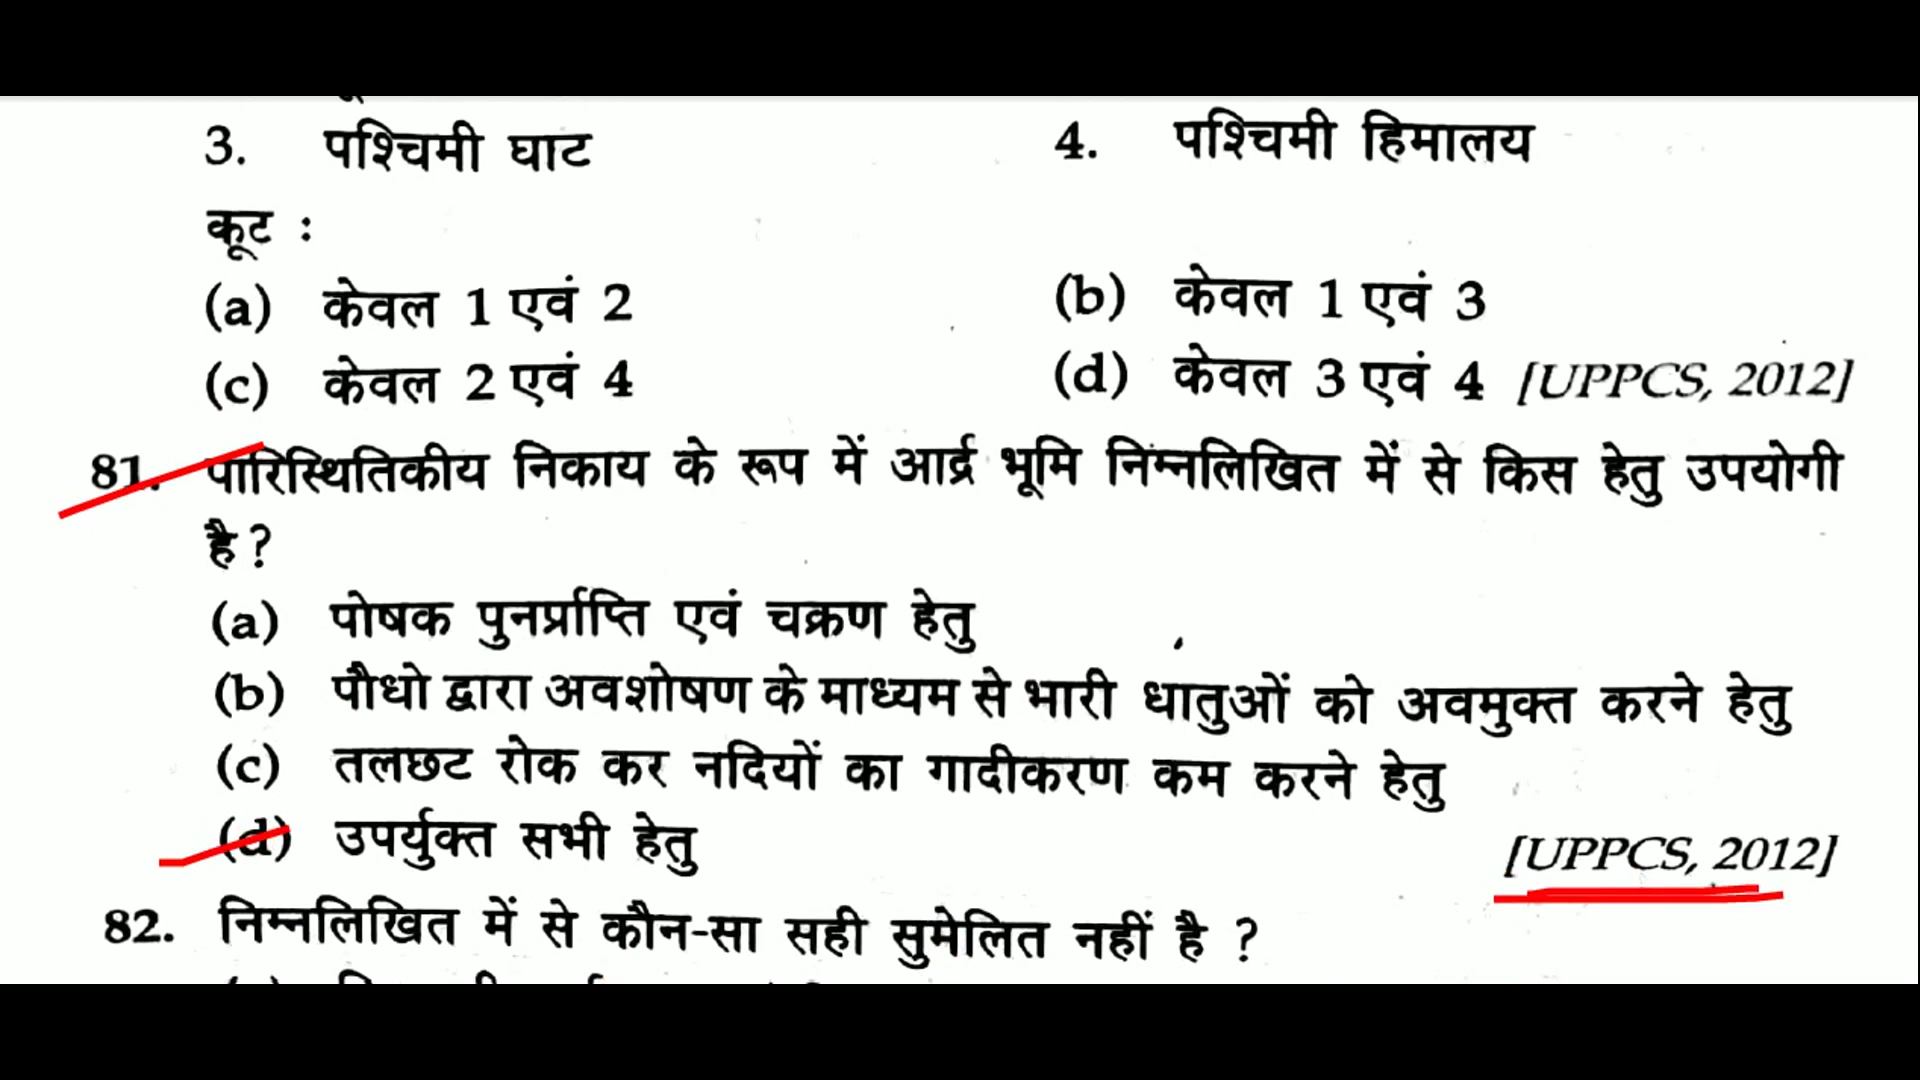 3. पश्चिमी घाट 4. पश्चिमी हिमालय
कूट :
(a) केवल 1 एवं 2 (b) केवल 1 एवं 3
(c) केवल 2 एवं 4 (d) केवल 3 एवं 4 [UPPCS, 2012]
81. पारिस्थितिकीय निकाय के रूप में आर्द्र भूमि निम्नलिखित में से किस हेतु उपयोगी
है ?
(a) पोषक पुनर्प्राप्ति एवं चक्रण हेतु
(b) पौधो द्वारा अवशोषण के माध्यम से भारी धातुओं को अवमुक्त करने हेतु
(c) तलछट रोक कर नदियों का गादीकरण कम करने हेतु
(d) उपर्युक्त सभी हेतु
[UPPCS, 2012]
82. निम्नलिखित में से कौन-सा सही सुमेलित नहीं है ?